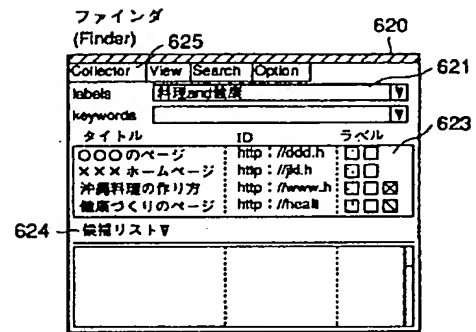 ファインダ
(Finder)
620
625
Collector View Search Option
621
labels 料理and健康
keywords
623
タイトル ID ラベル
○○○のページ http://ddd.h
×××ホームページ http://jkl.h
沖縄料理の作り方 http://www.h
健康づくりのページ http://healt
624
候補リスト▽